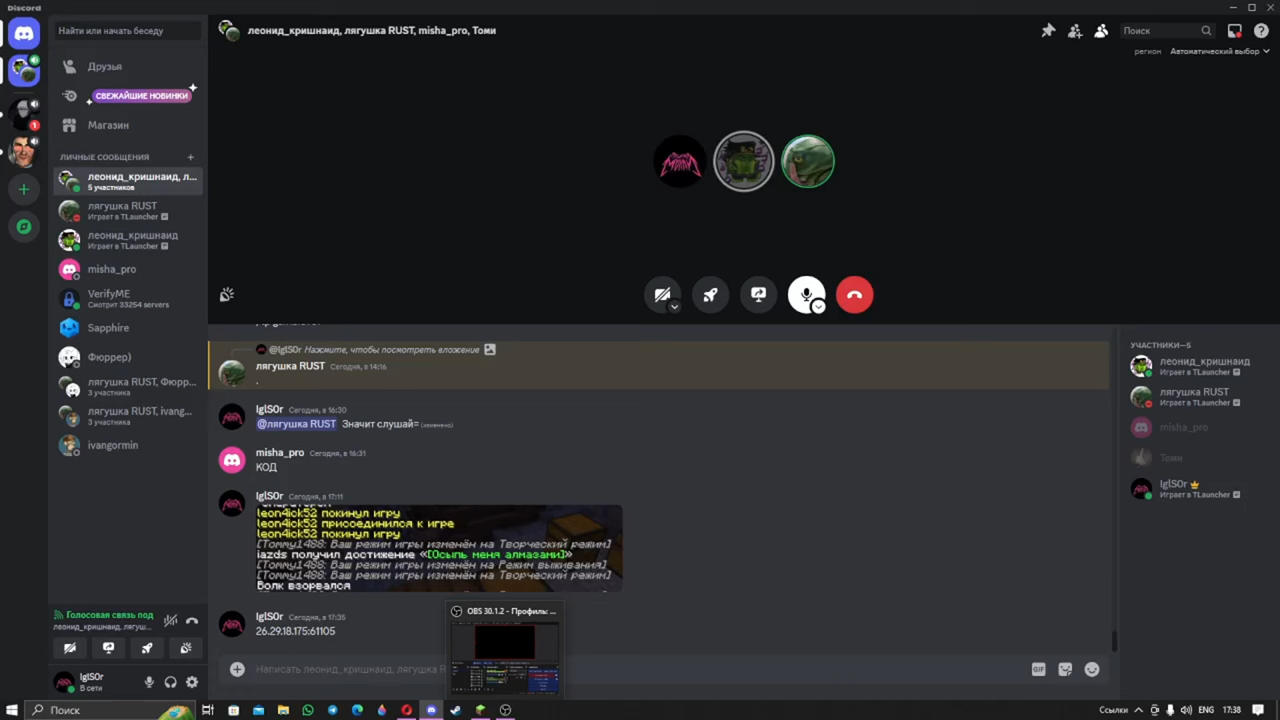 Discord
Найти или начать беседу
Друзья
СВЕЖАЙШИЕ НОВИНКИ
Магазин
ЛИЧНЫЕ СООБЩЕНИЯ
леонид_кришнаид, л...
5 участников
лягушка RUST
Играет в TLauncher
леонид_кришнаид
Играет в TLauncher
misha_pro
VerifyME
Смотрит 33254 servers
Sapphire
Фюррер)
лягушка RUST, Фюрр...
3 участника
лягушка RUST, ivang...
3 участника
ivangormin
Голосовая связь под
леонид_кришнаид, лягуш...
lglS0r
В сети
леонид_кришнаид, лягушка RUST, misha_pro, Томи
Поиск
регион Автоматический выбор
@lglS0r Нажмите, чтобы посмотреть вложение
лягушка RUST Сегодня, в 14:16
.
lglS0r Сегодня, в 16:30
@лягушка RUST Значит слушай= (изменено)
misha_pro Сегодня, в 16:31
КОД
lglS0r Сегодня, в 17:11
leon4ick52 покинул игру
leon4ick52 присоединился к игре
leon4ick52 покинул игру
[Tommy1488: Ваш режим игры изменён на Творческий режим]
iazds получил достижение «[Осыпь меня алмазами]»
[Tommy1488: Ваш режим игры изменён на Режим выживания]
[Tommy1488: Ваш режим игры изменён на Творческий режим]
Волк взорвался
lglS0r Сегодня, в 17:35
26.29.18.175:61105
Написать леонид_кришнаид, лягушка R
GIF
OBS 30.1.2 - Профиль: ...
УЧАСТНИКИ—5
леонид_кришнаид
Играет в TLauncher
лягушка RUST
Играет в TLauncher
misha_pro
Томи
lglS0r
Играет в TLauncher
Поиск
Ссылки
ENG
17:38